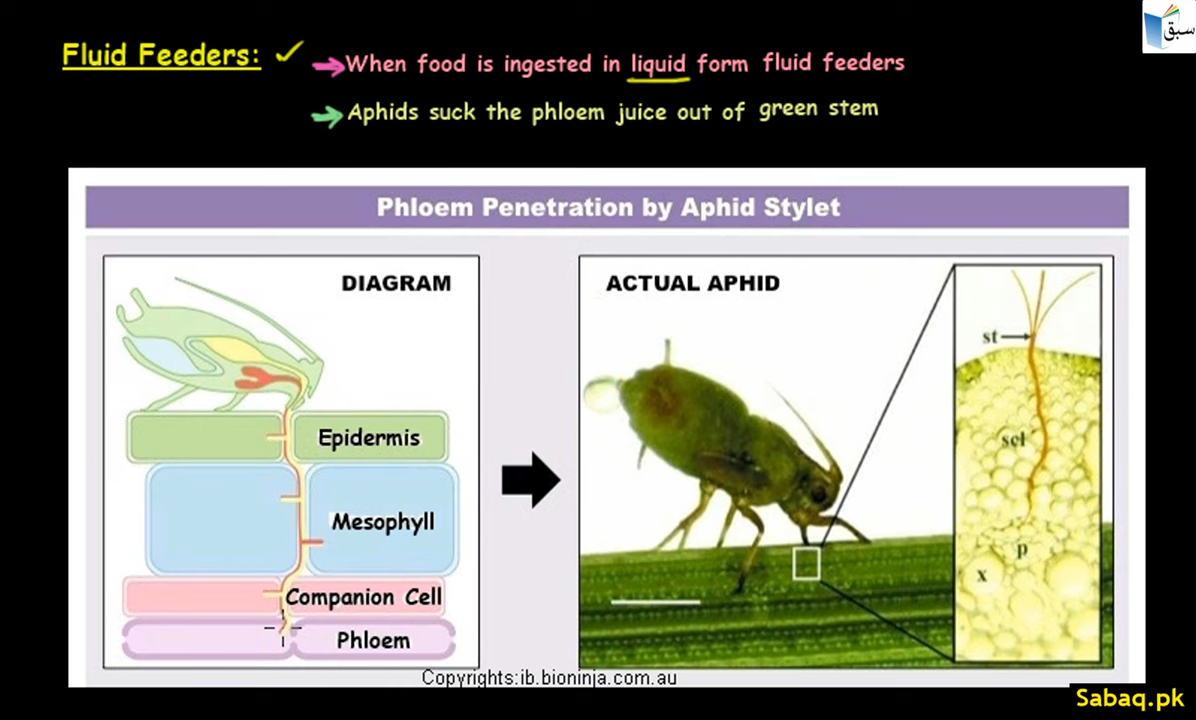 سبق
Fluid Feeders:
When food is ingested in liquid form fluid feeders
Aphids suck the phloem juice out of green stem
Phloem Penetration by Aphid Stylet
DIAGRAM
Epidermis
Mesophyll
Companion Cell
Phloem
ACTUAL APHID
st
scl
p
x
Copyrights:ib.bioninja.com.au
Sabaq.pk